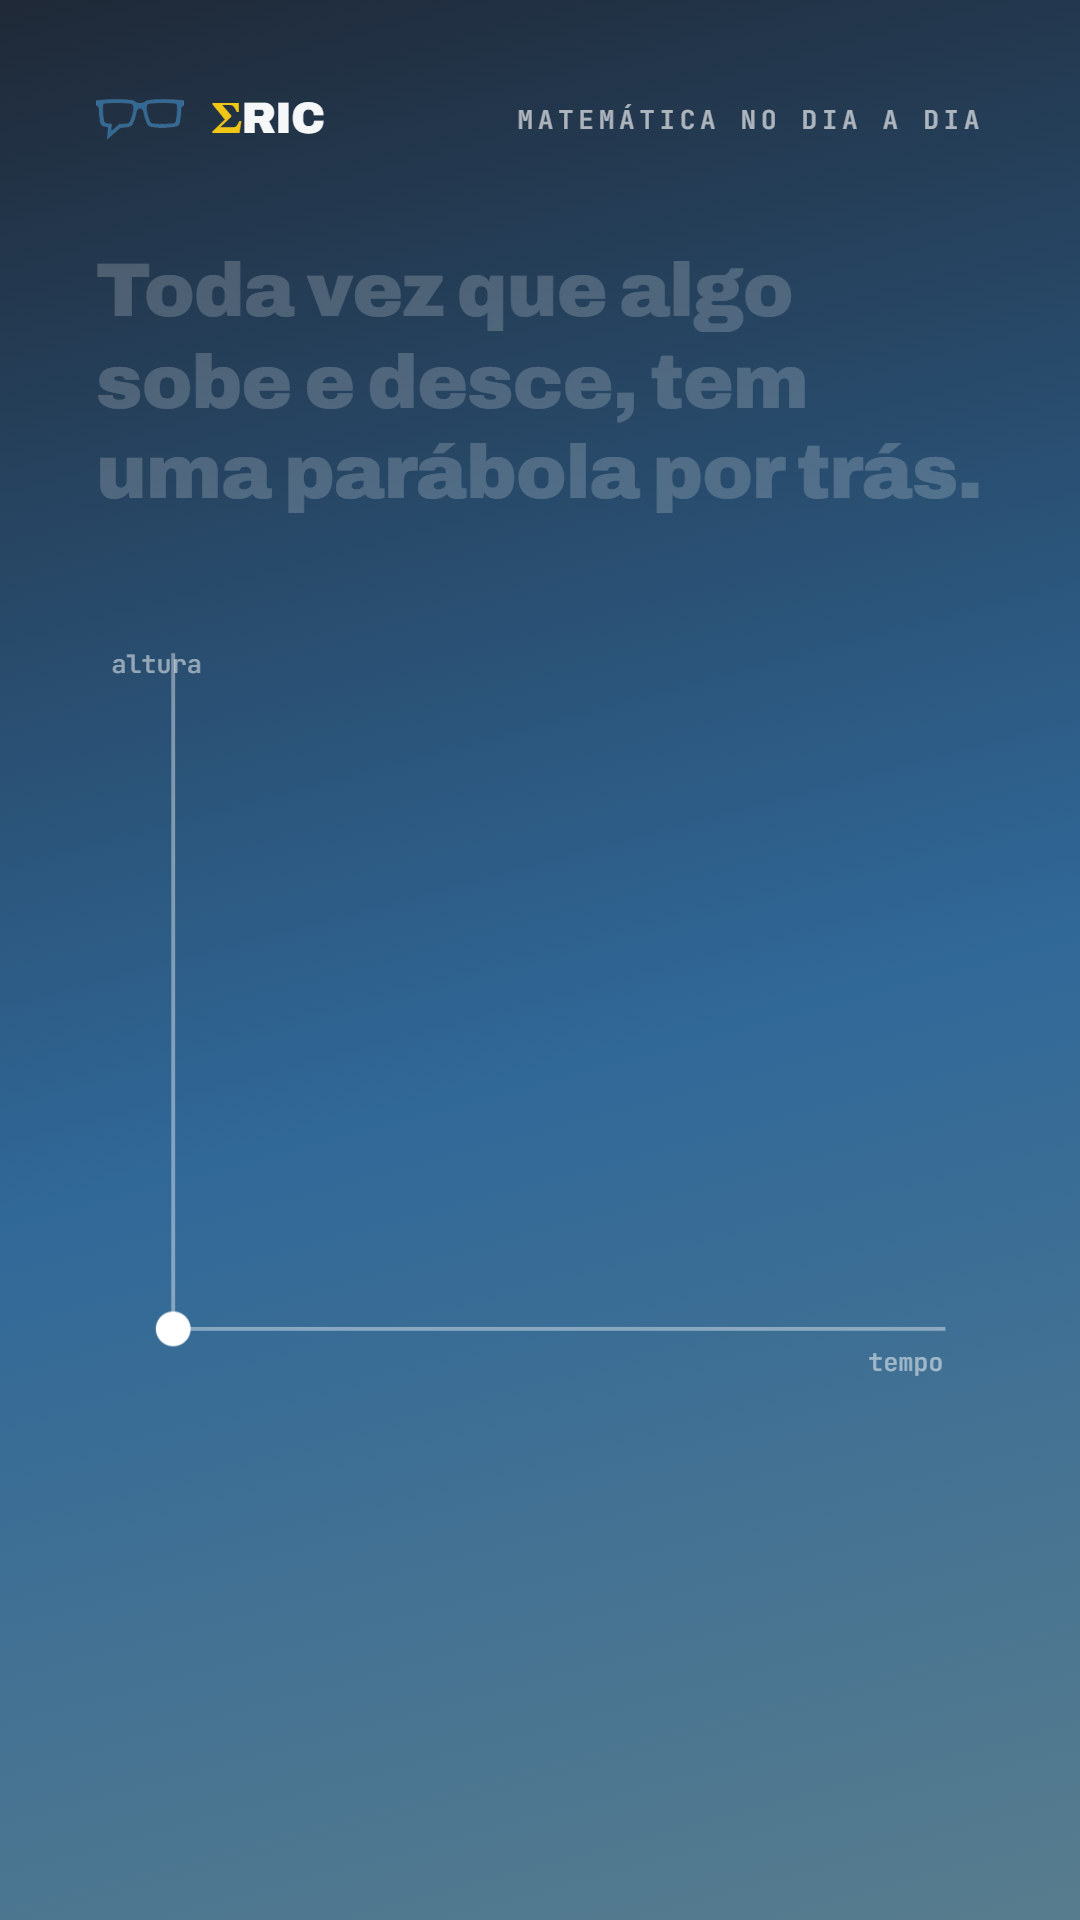 ΣRIC
MATEMÁTICA NO DIA A DIA
Toda vez que algo
sobe e desce, tem
uma parábola por trás.
altura
tempo